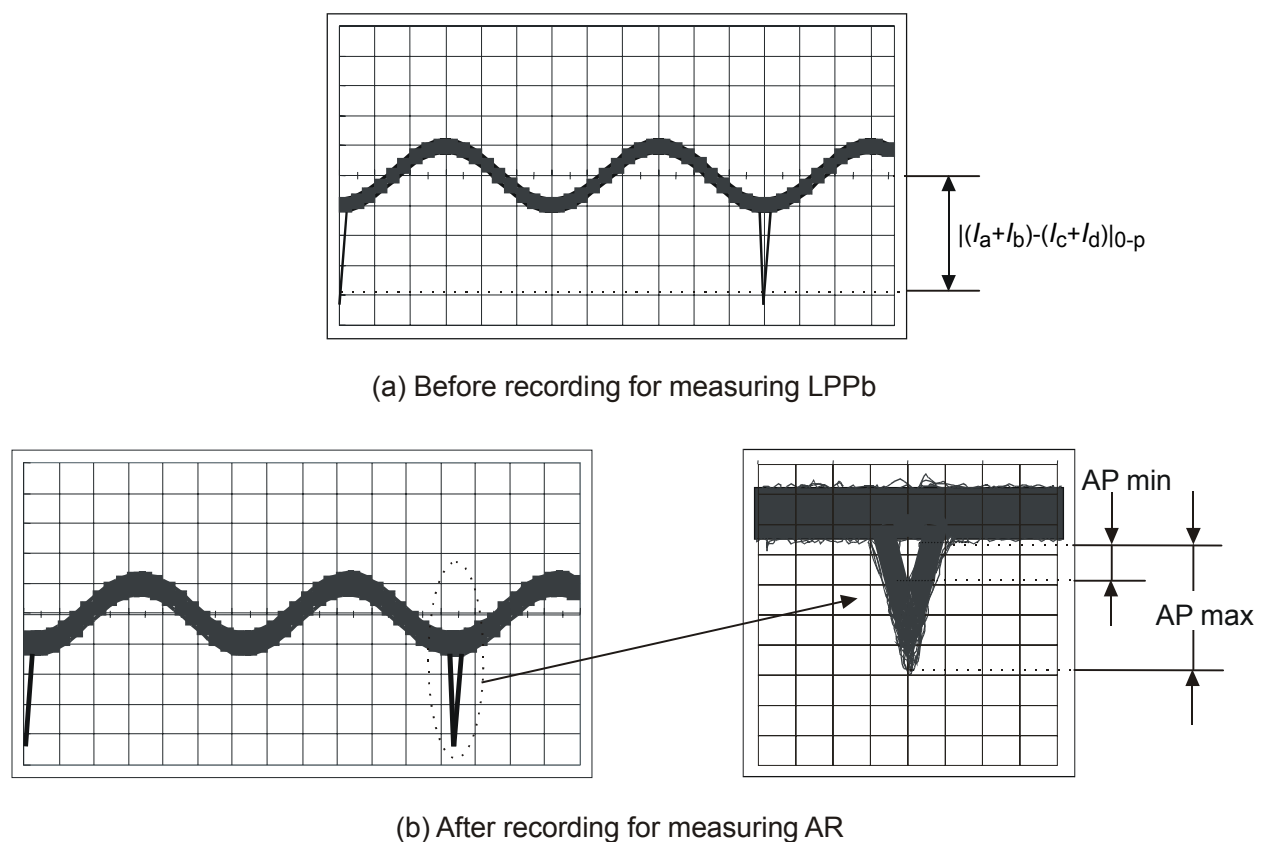 |(Ia+Ib)-(Ic+Id)|0-p
(a) Before recording for measuring LPPb
AP min
AP max
(b) After recording for measuring AR